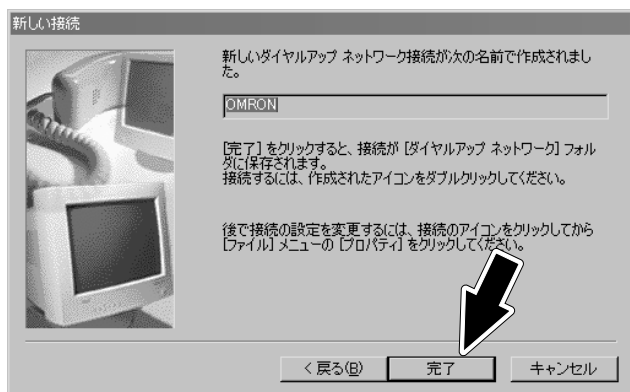 新しい接続
新しいダイヤルアップ ネットワーク接続が次の名前で作成されまし
た。
OMRON
[完了] をクリックすると、接続が [ダイヤルアップ ネットワーク] フォル
ダに保存されます。
接続するには、作成されたアイコンをダブルクリックしてください。
後で接続の設定を変更するには、接続のアイコンをクリックしてから
[ファイル] メニューの [プロパティ] をクリックしてください。
< 戻る(B)
完了
キャンセル